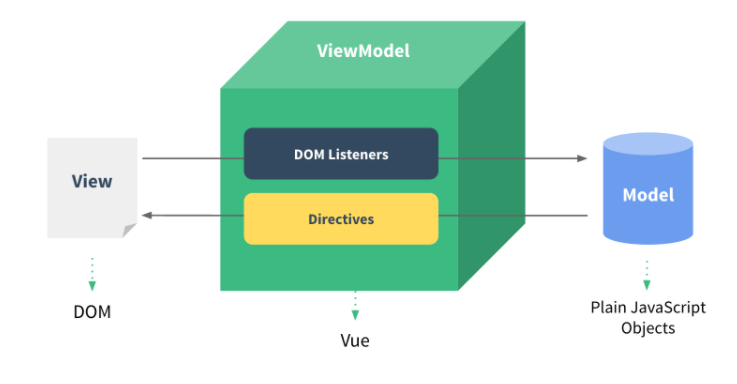 ViewModel
DOM Listeners
View
Model
Directives
DOM
Vue
Plain JavaScript
Objects